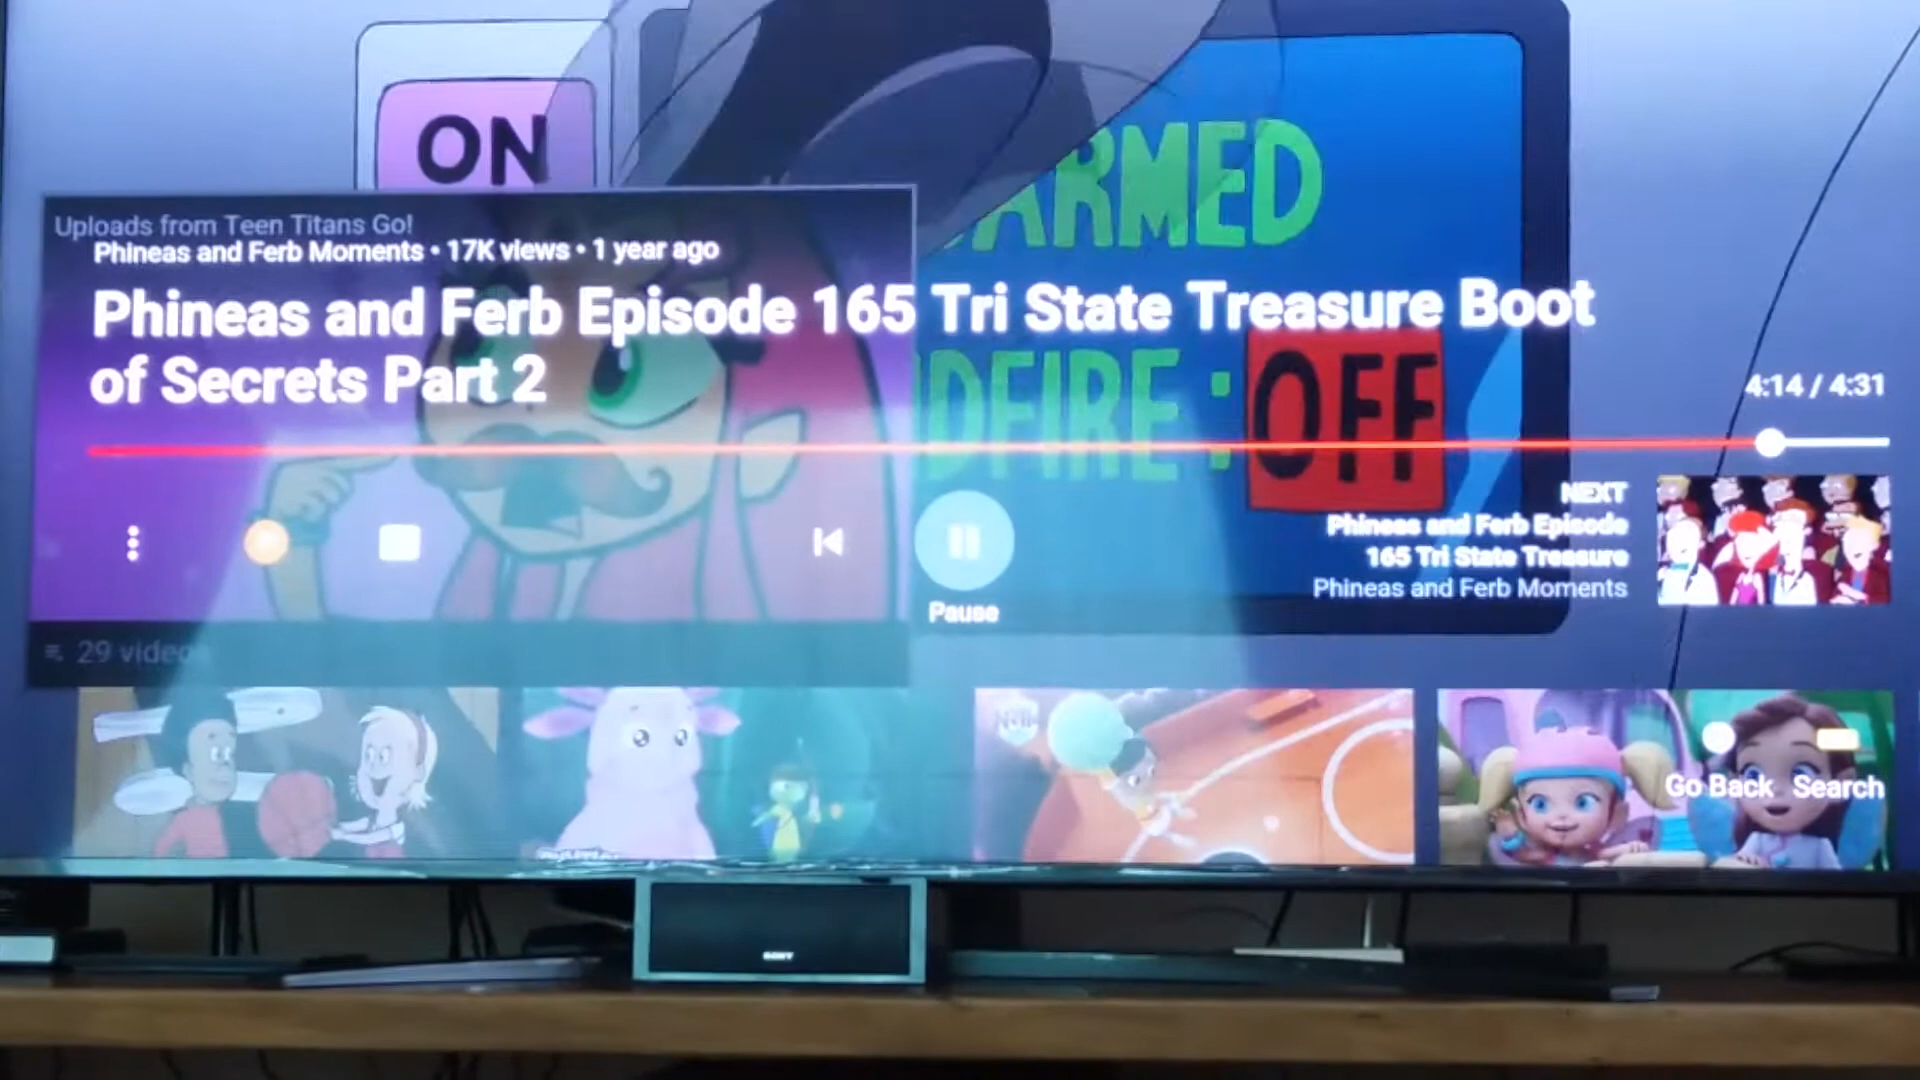 ON
ARMED
Uploads from Teen Titans Go!
Phineas and Ferb Moments • 17K views • 1 year ago
Phineas and Ferb Episode 165 Tri State Treasure Boot
of Secrets Part 2
DFIRE : OFF
4:14 / 4:31
NEXT
Phineas and Ferb Episode
165 Tri State Treasure
Phineas and Ferb Moments
Pause
29 videos
Go Back Search
SONY